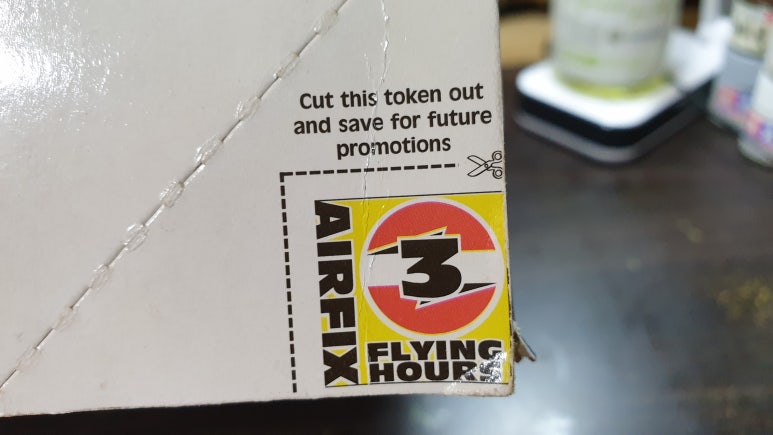 Cut this token out
and save for future
promotions
AIRFIX
3
FLYING
HOURS